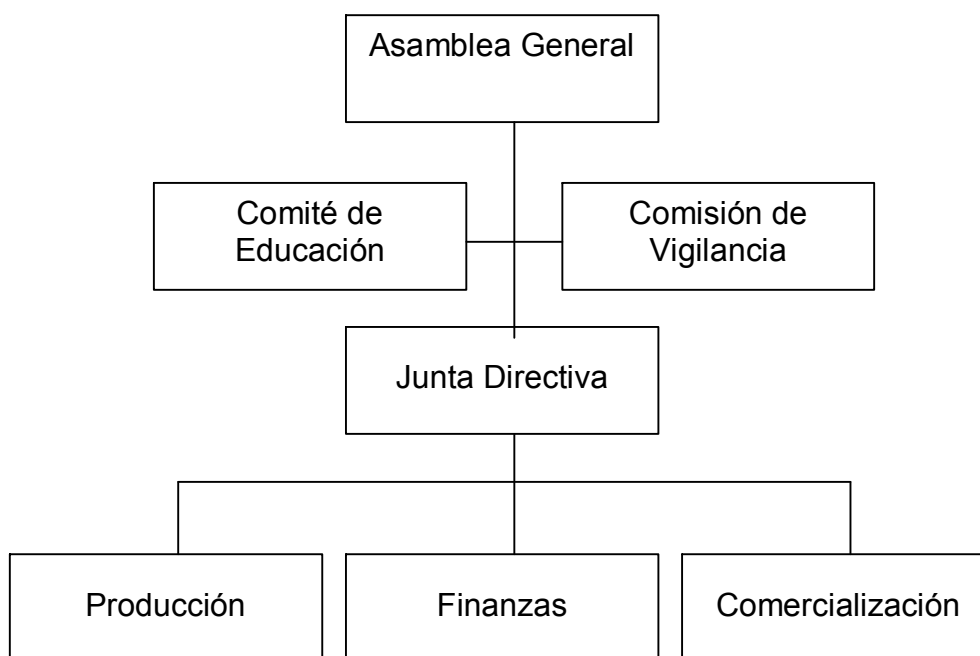 Asamblea General
Comité de
Educación
Comisión de
Vigilancia
Junta Directiva
Producción
Finanzas
Comercialización